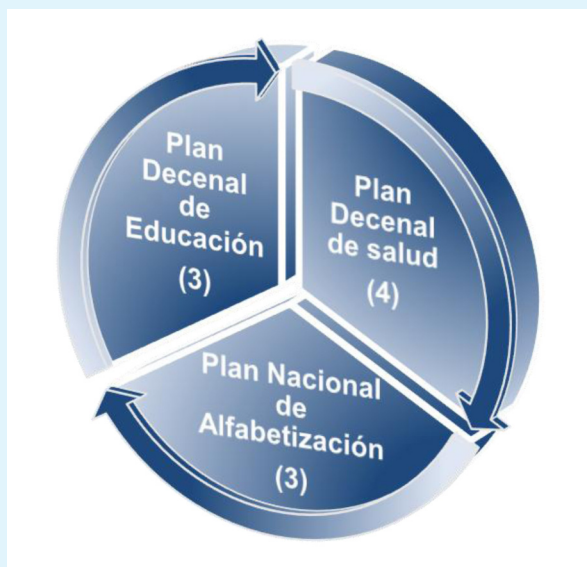 Plan
Decenal
de
Educación
(3)
Plan
Decenal
de salud
(4)
Plan Nacional
de
Alfabetización
(3)